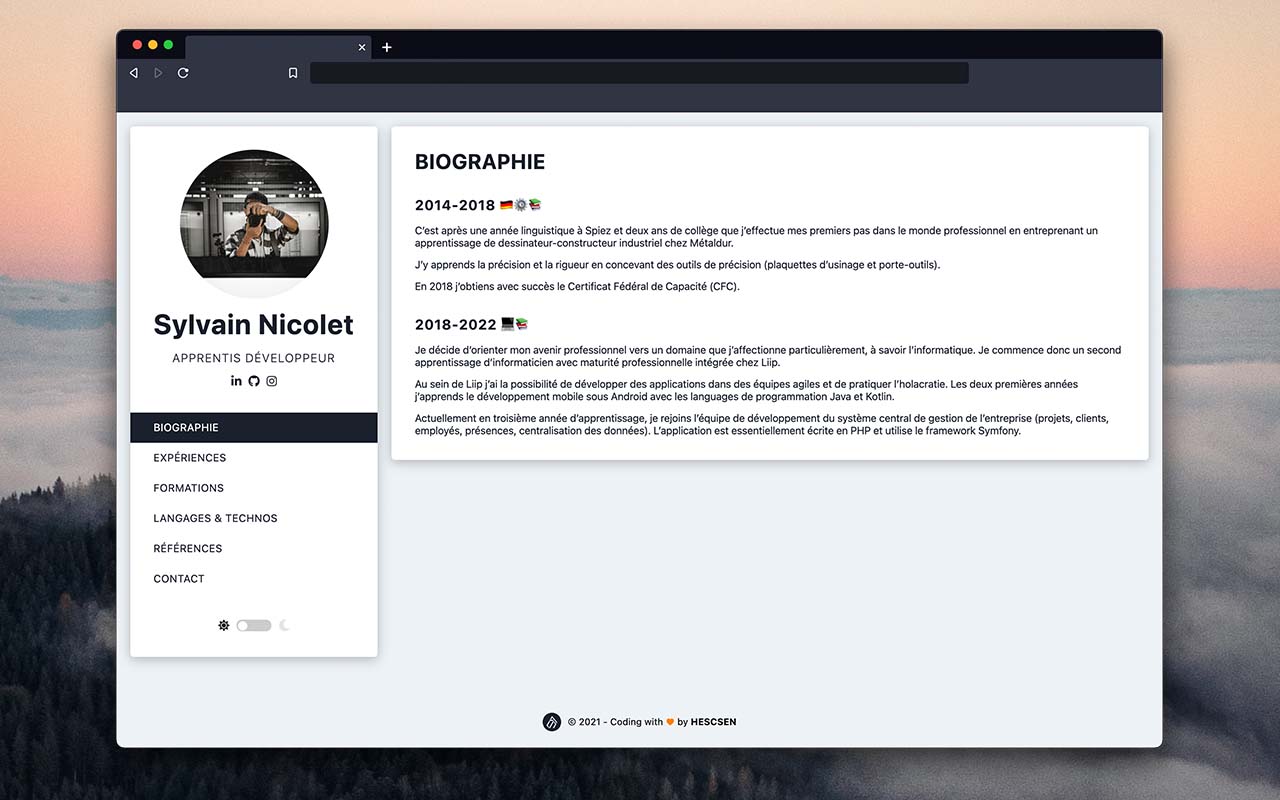 Sylvain Nicolet
APPRENTIS DÉVELOPPEUR
BIOGRAPHIE
EXPÉRIENCES
FORMATIONS
LANGAGES & TECHNOS
RÉFÉRENCES
CONTACT
BIOGRAPHIE
2014-2018 🇩🇪⚙️📚
C’est après une année linguistique à Spiez et deux ans de collège que j’effectue mes premiers pas dans le monde professionnel en entreprenant un
apprentissage de dessinateur-constructeur industriel chez Métaldur.
J’y apprends la précision et la rigueur en concevant des outils de précision (plaquettes d’usinage et porte-outils).
En 2018 j’obtiens avec succès le Certificat Fédéral de Capacité (CFC).
2018-2022 💻📚
Je décide d’orienter mon avenir professionnel vers un domaine que j’affectionne particulièrement, à savoir l’informatique. Je commence donc un second
apprentissage d’informaticien avec maturité professionnelle intégrée chez Liip.
Au sein de Liip j’ai la possibilité de développer des applications dans des équipes agiles et de pratiquer l’holacratie. Les deux premières années
j’apprends le développement mobile sous Android avec les languages de programmation Java et Kotlin.
Actuellement en troisième année d’apprentissage, je rejoins l’équipe de développement du système central de gestion de l’entreprise (projets, clients,
employés, présences, centralisation des données). L’application est essentiellement écrite en PHP et utilise le framework Symfony.
© 2021 - Coding with 🧡 by HESCSEN